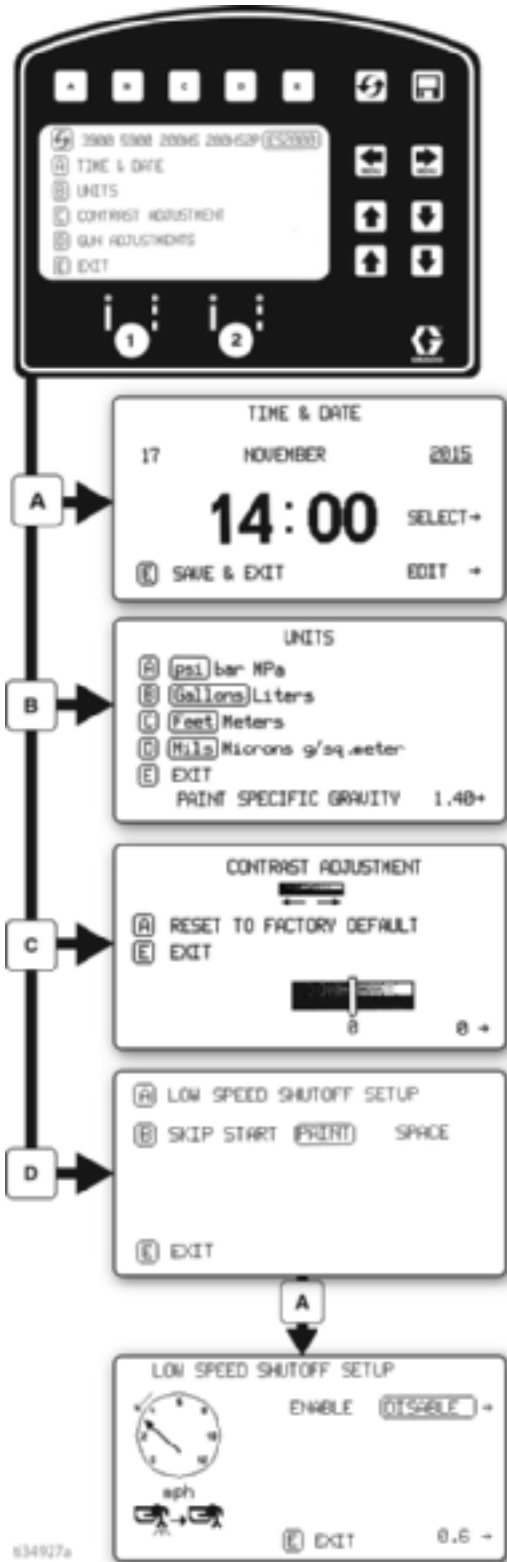 A B C D E
3900 5900 200HS 200HS2P ES2000
A TIME & DATE
B UNITS
C CONTRAST ADJUSTMENT
D GUN ADJUSTMENTS
E EXIT
MENU MENU
1 2
GRACO
TIME & DATE
17 NOVEMBER 2015
A
14:00 SELECT→
E SAVE & EXIT EDIT →
UNITS
A psi bar MPa
B Gallons Liters
B
C Feet Meters
D Mils Microns g/sq.meter
E EXIT
PAINT SPECIFIC GRAVITY 1.40→
CONTRAST ADJUSTMENT
A RESET TO FACTORY DEFAULT
C
E EXIT
0 0 →
A LOW SPEED SHUTOFF SETUP
B SKIP START PAINT SPACE
D
E EXIT
A
LOW SPEED SHUTOFF SETUP
ENABLE DISABLE →
mph
E EXIT 0.6 →
ti34927a